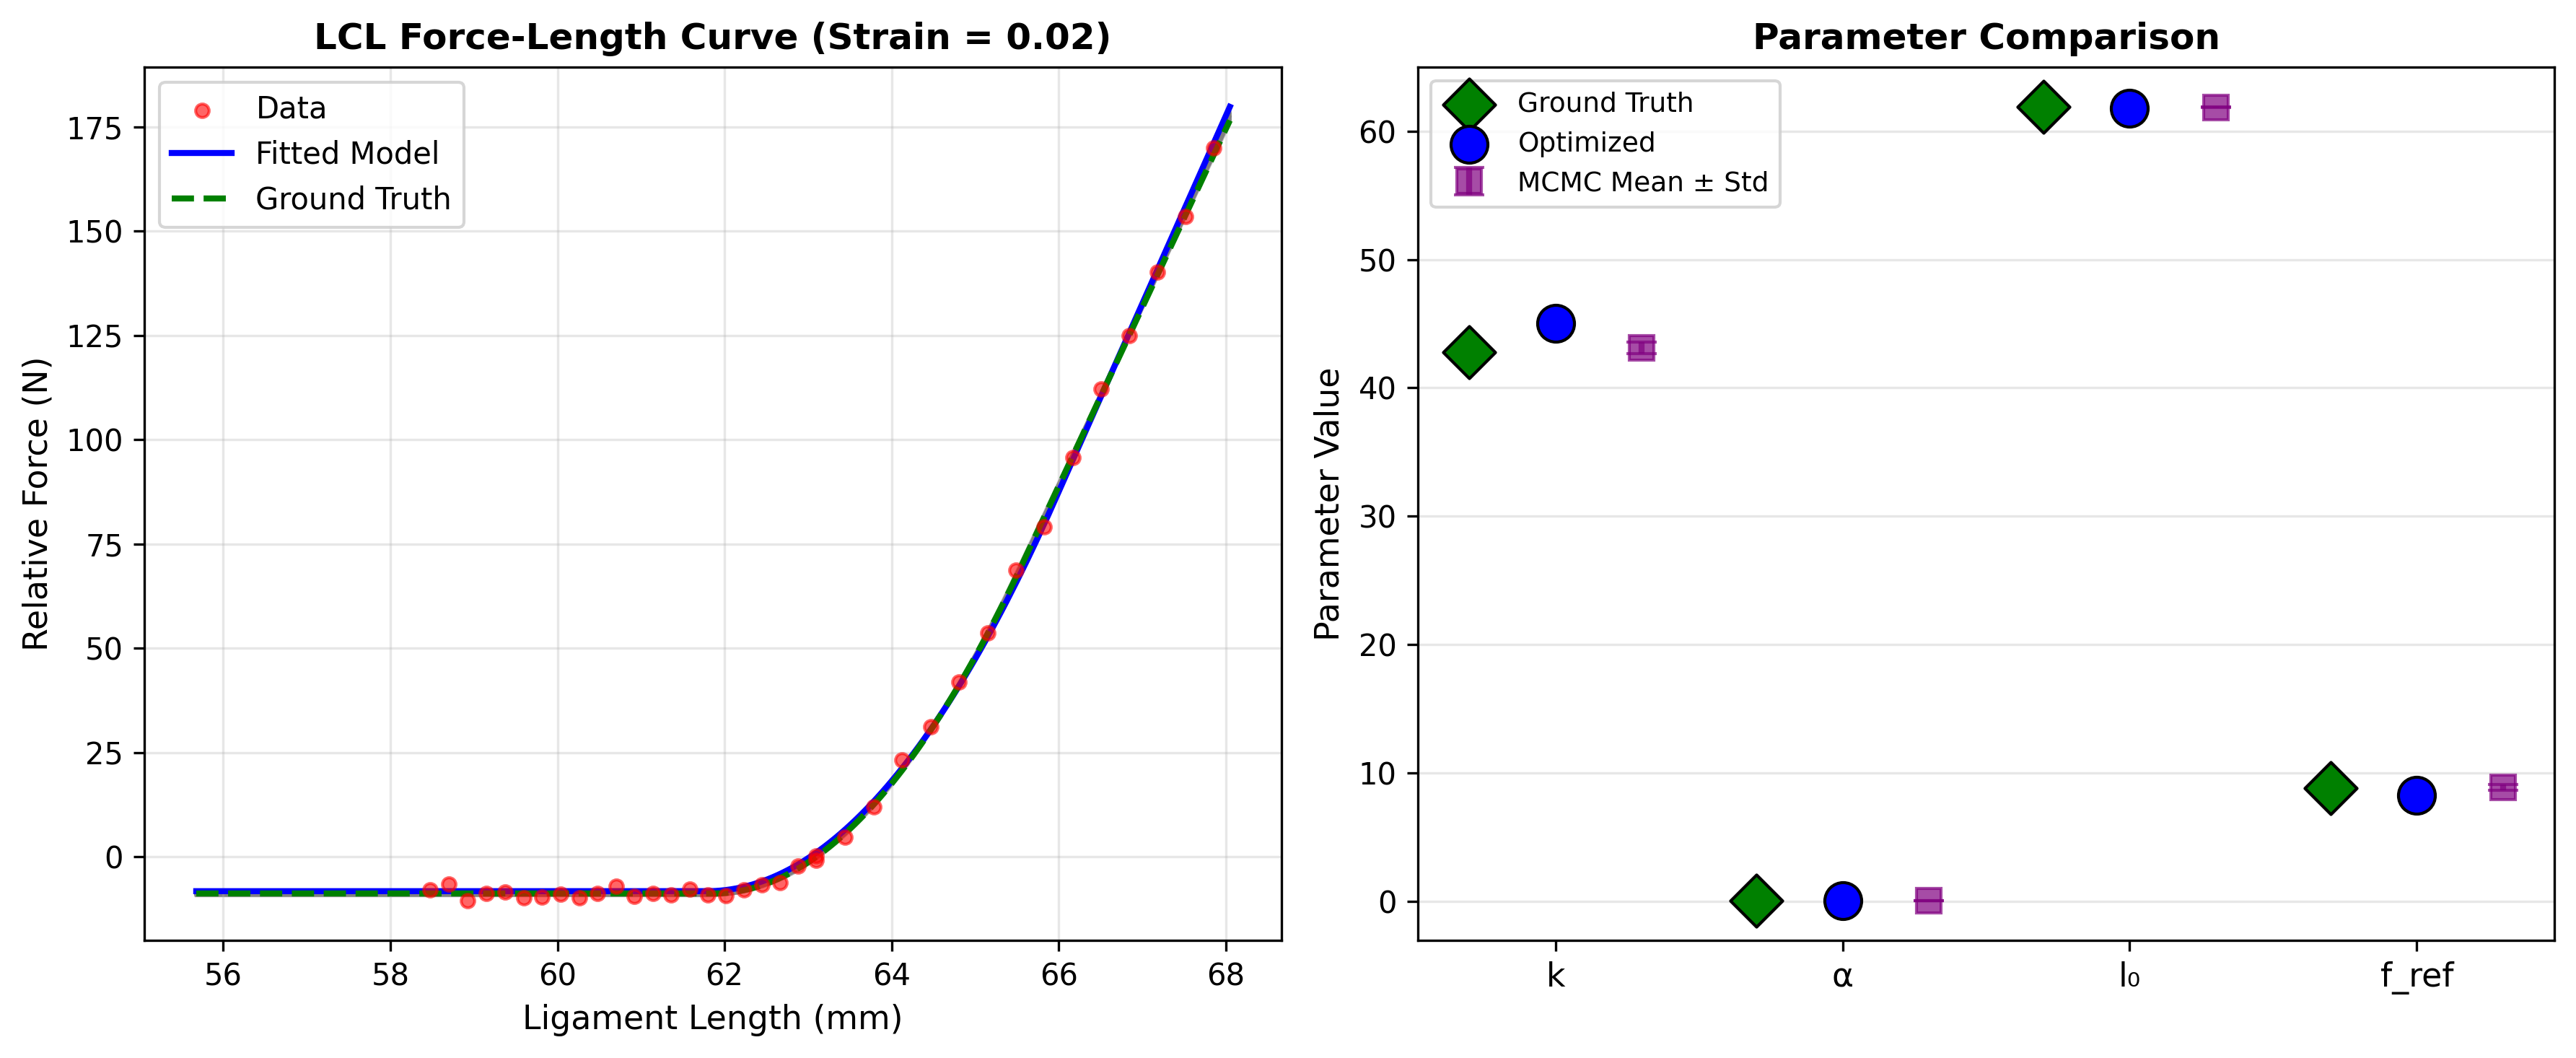 LCL Force-Length Curve (Strain = 0.02)
Data
Fitted Model
Ground Truth
Relative Force (N)
175
150
125
100
75
50
25
0
56 58 60 62 64 66 68
Ligament Length (mm)
Parameter Comparison
Ground Truth
Optimized
MCMC Mean ± Std
Parameter Value
60
50
40
30
20
10
0
k α l₀ f_ref